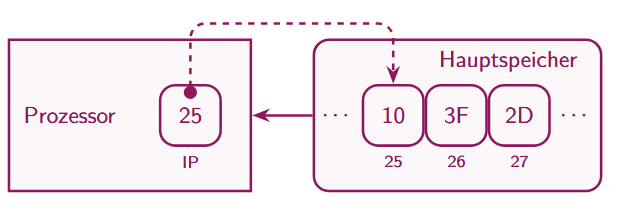 Hauptspeicher
Prozessor 25 ··· 10 3F 2D ···
IP 25 26 27